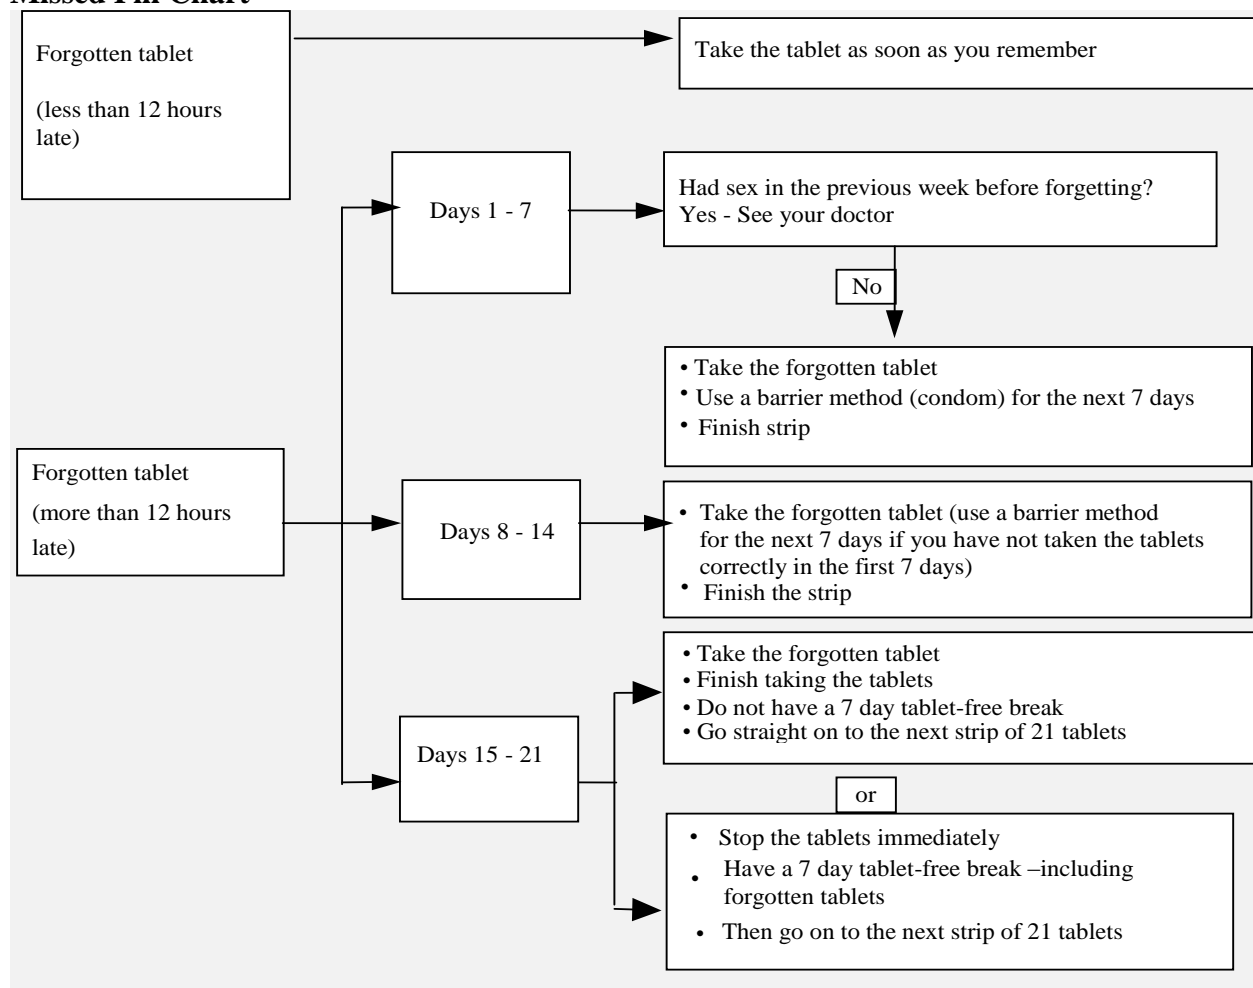 Missed Pill Chart
Forgotten tablet
(less than 12 hours
late)
Take the tablet as soon as you remember
Days 1 - 7
Had sex in the previous week before forgetting?
Yes - See your doctor
No
• Take the forgotten tablet
• Use a barrier method (condom) for the next 7 days
• Finish strip
Forgotten tablet
(more than 12 hours
late)
Days 8 - 14
• Take the forgotten tablet (use a barrier method
for the next 7 days if you have not taken the tablets
correctly in the first 7 days)
• Finish the strip
Days 15 - 21
• Take the forgotten tablet
• Finish taking the tablets
• Do not have a 7 day tablet-free break
• Go straight on to the next strip of 21 tablets
or
• Stop the tablets immediately
• Have a 7 day tablet-free break –including
forgotten tablets
• Then go on to the next strip of 21 tablets